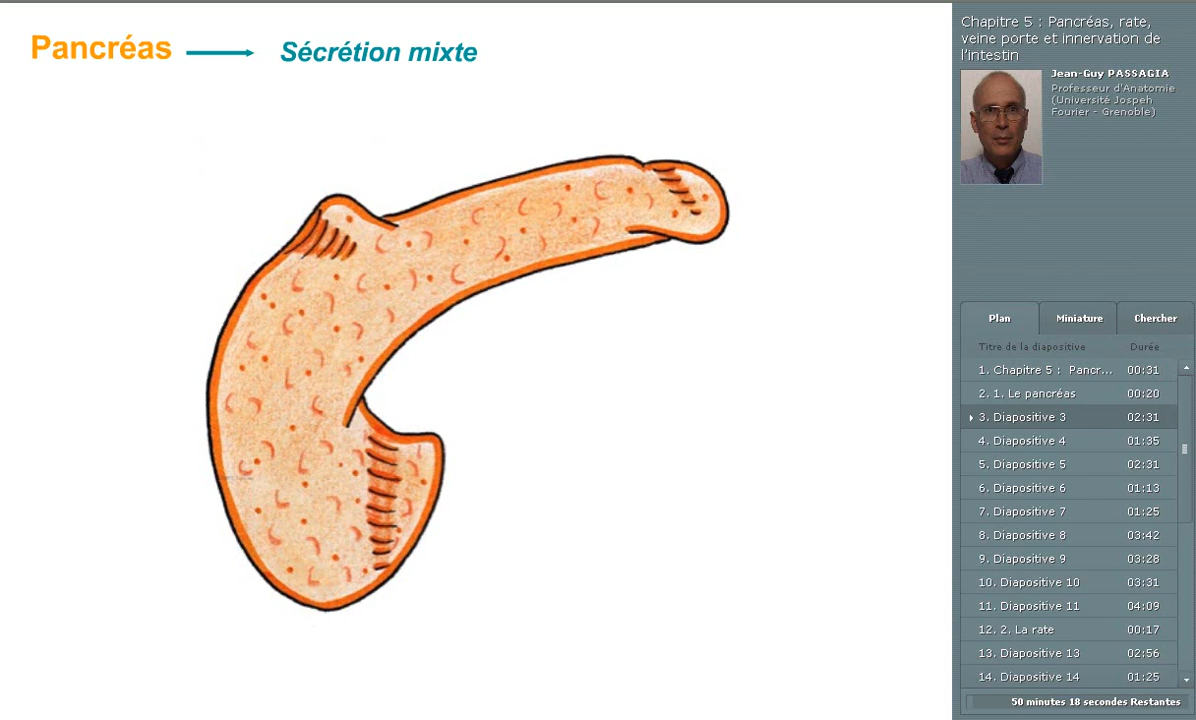 Pancréas
Sécrétion mixte
Chapitre 5 : Pancréas, rate,
veine porte et innervation de
l'intestin
Jean-Guy PASSAGIA
Professeur d'Anatomie
(Université Jospeh
Fourier - Grenoble)
Plan Miniature Chercher
Titre de la diapositive Durée
1. Chapitre 5 : Pancr... 00:31
2. 1. Le pancréas 00:20
3. Diapositive 3 02:31
4. Diapositive 4 01:35
5. Diapositive 5 02:31
6. Diapositive 6 01:13
7. Diapositive 7 01:25
8. Diapositive 8 03:42
9. Diapositive 9 03:28
10. Diapositive 10 03:31
11. Diapositive 11 04:09
12. 2. La rate 00:17
13. Diapositive 13 02:56
14. Diapositive 14 01:25
50 minutes 18 secondes Restantes